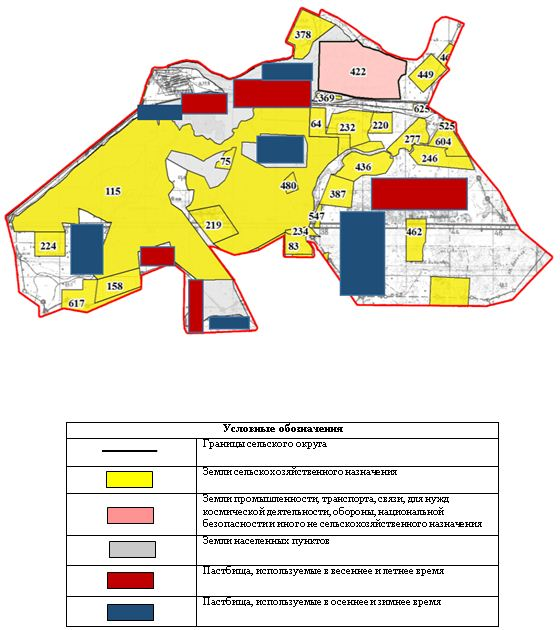 378
422
449
369
625
64
232
220
525
277
604
246
75
436
115
480
387
219
547
224
234
462
83
158
617
Условные обозначения
Границы сельского округа
Земли сельскохозяйственного назначения
Земли промышленности, транспорта, связи, для нужд
космической деятельности, обороны, национальной
безопасности и иного не сельскохозяйственного назначения
Земли населенных пунктов
Пастбища, используемые в весеннее и летнее время
Пастбища, используемые в осеннее и зимнее время